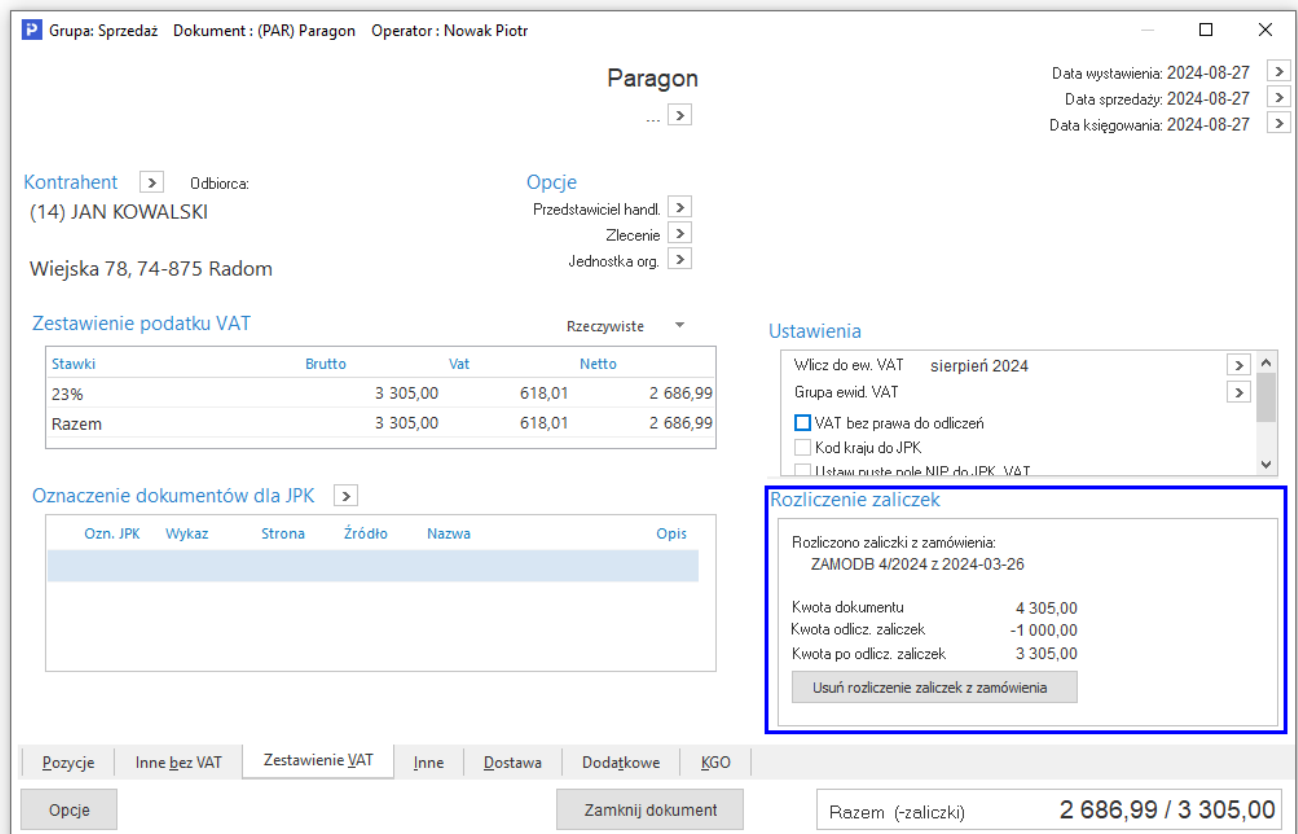 Grupa: Sprzedaż Dokument : (PAR) Paragon Operator : Nowak Piotr
Paragon
...
Data wystawienia: 2024-08-27
Data sprzedaży: 2024-08-27
Data księgowania: 2024-08-27
Kontrahent Odbiorca:
(14) JAN KOWALSKI
Wiejska 78, 74-875 Radom
Opcje
Przedstawiciel handl.
Zlecenie
Jednostka org.
Zestawienie podatku VAT Rzeczywiste
Stawki Brutto Vat Netto
23% 3 305,00 618,01 2 686,99
Razem 3 305,00 618,01 2 686,99
Ustawienia
Wlicz do ew. VAT sierpień 2024
Grupa ewid. VAT
VAT bez prawa do odliczeń
Kod kraju do JPK
Ustaw puste pole NIP do JPK_VAT
Oznaczenie dokumentów dla JPK
Ozn. JPK Wykaz Strona Źródło Nazwa Opis
Rozliczenie zaliczek
Rozliczono zaliczki z zamówienia:
ZAMODB 4/2024 z 2024-03-26
Kwota dokumentu 4 305,00
Kwota odlicz. zaliczek -1 000,00
Kwota po odlicz. zaliczek 3 305,00
Usuń rozliczenie zaliczek z zamówienia
Pozycje Inne bez VAT Zestawienie VAT Inne Dostawa Dodatkowe KGO
Opcje Zamknij dokument Razem (-zaliczki) 2 686,99 / 3 305,00